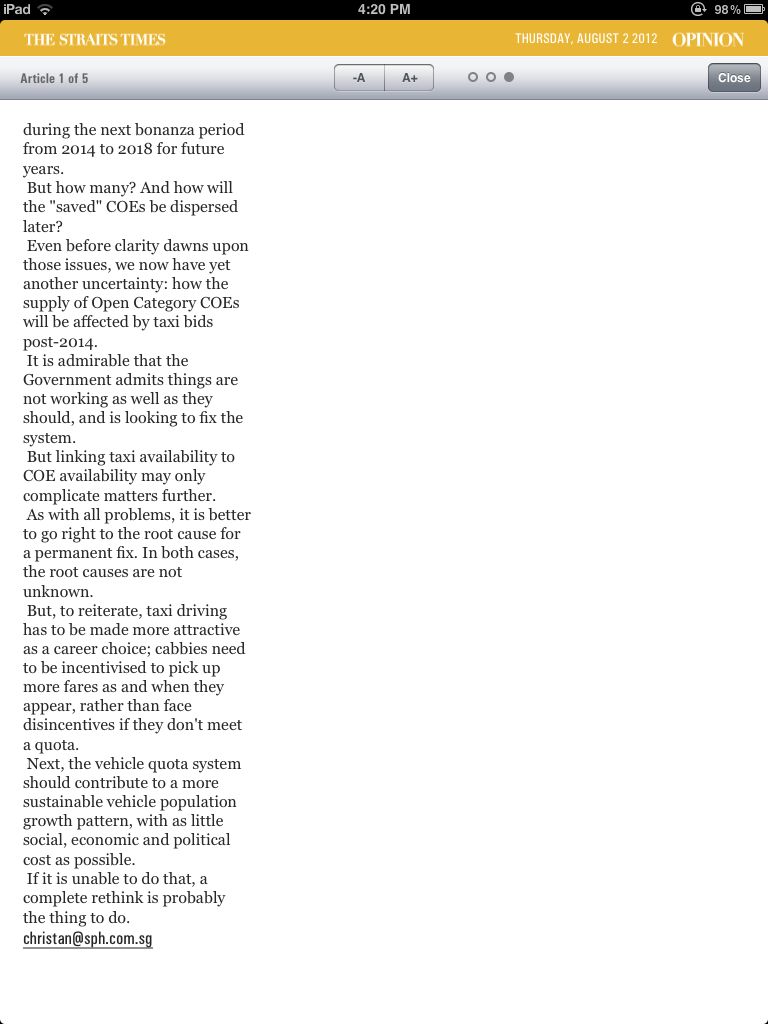 iPad 4:20 PM 98%
THE STRAITS TIMES THURSDAY, AUGUST 2 2012 OPINION
Article 1 of 5 -A A+ Close
during the next bonanza period
from 2014 to 2018 for future
years.
But how many? And how will
the "saved" COEs be dispersed
later?
Even before clarity dawns upon
those issues, we now have yet
another uncertainty: how the
supply of Open Category COEs
will be affected by taxi bids
post-2014.
It is admirable that the
Government admits things are
not working as well as they
should, and is looking to fix the
system.
But linking taxi availability to
COE availability may only
complicate matters further.
As with all problems, it is better
to go right to the root cause for
a permanent fix. In both cases,
the root causes are not
unknown.
But, to reiterate, taxi driving
has to be made more attractive
as a career choice; cabbies need
to be incentivised to pick up
more fares as and when they
appear, rather than face
disincentives if they don't meet
a quota.
Next, the vehicle quota system
should contribute to a more
sustainable vehicle population
growth pattern, with as little
social, economic and political
cost as possible.
If it is unable to do that, a
complete rethink is probably
the thing to do.
christan@sph.com.sg